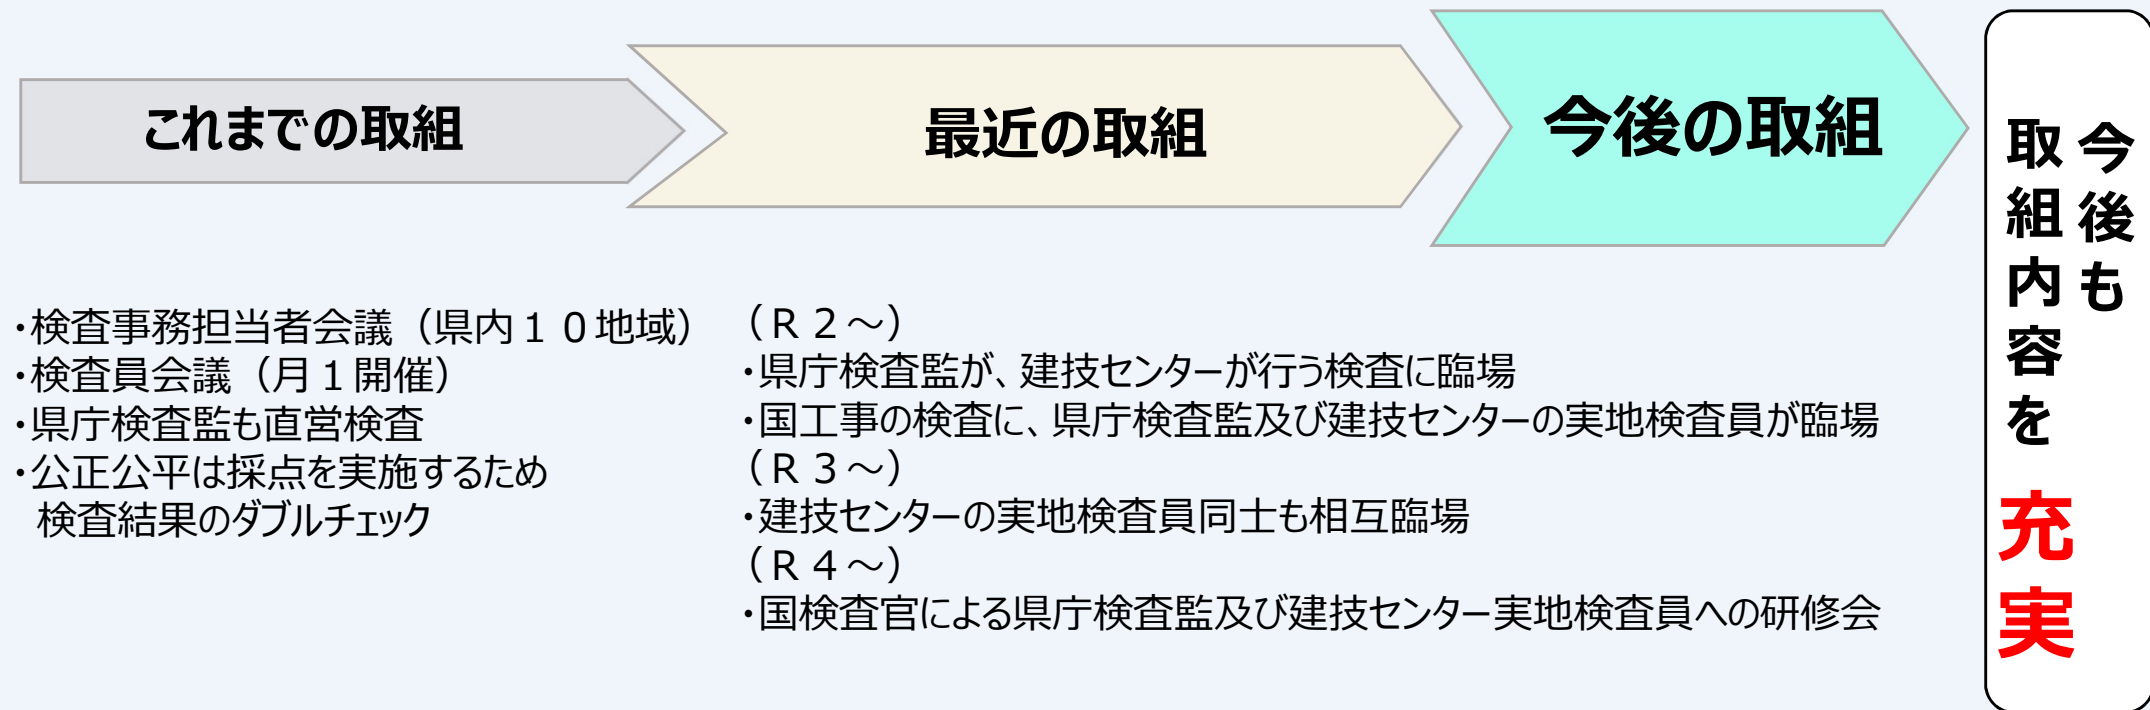 これまでの取組
最近の取組
今後の取組
・検査事務担当者会議（県内１０地域）
・検査員会議（月１開催）
・県庁検査監も直営検査
・公正公平は採点を実施するため
検査結果のダブルチェック
（Ｒ２～）
・県庁検査監が、建技センターが行う検査に臨場
・国工事の検査に、県庁検査監及び建技センターの実地検査員が臨場
（Ｒ３～）
・建技センターの実地検査員同士も相互臨場
（Ｒ４～）
・国検査官による県庁検査監及び建技センター実地検査員への研修会
今後も
取組内容を充実